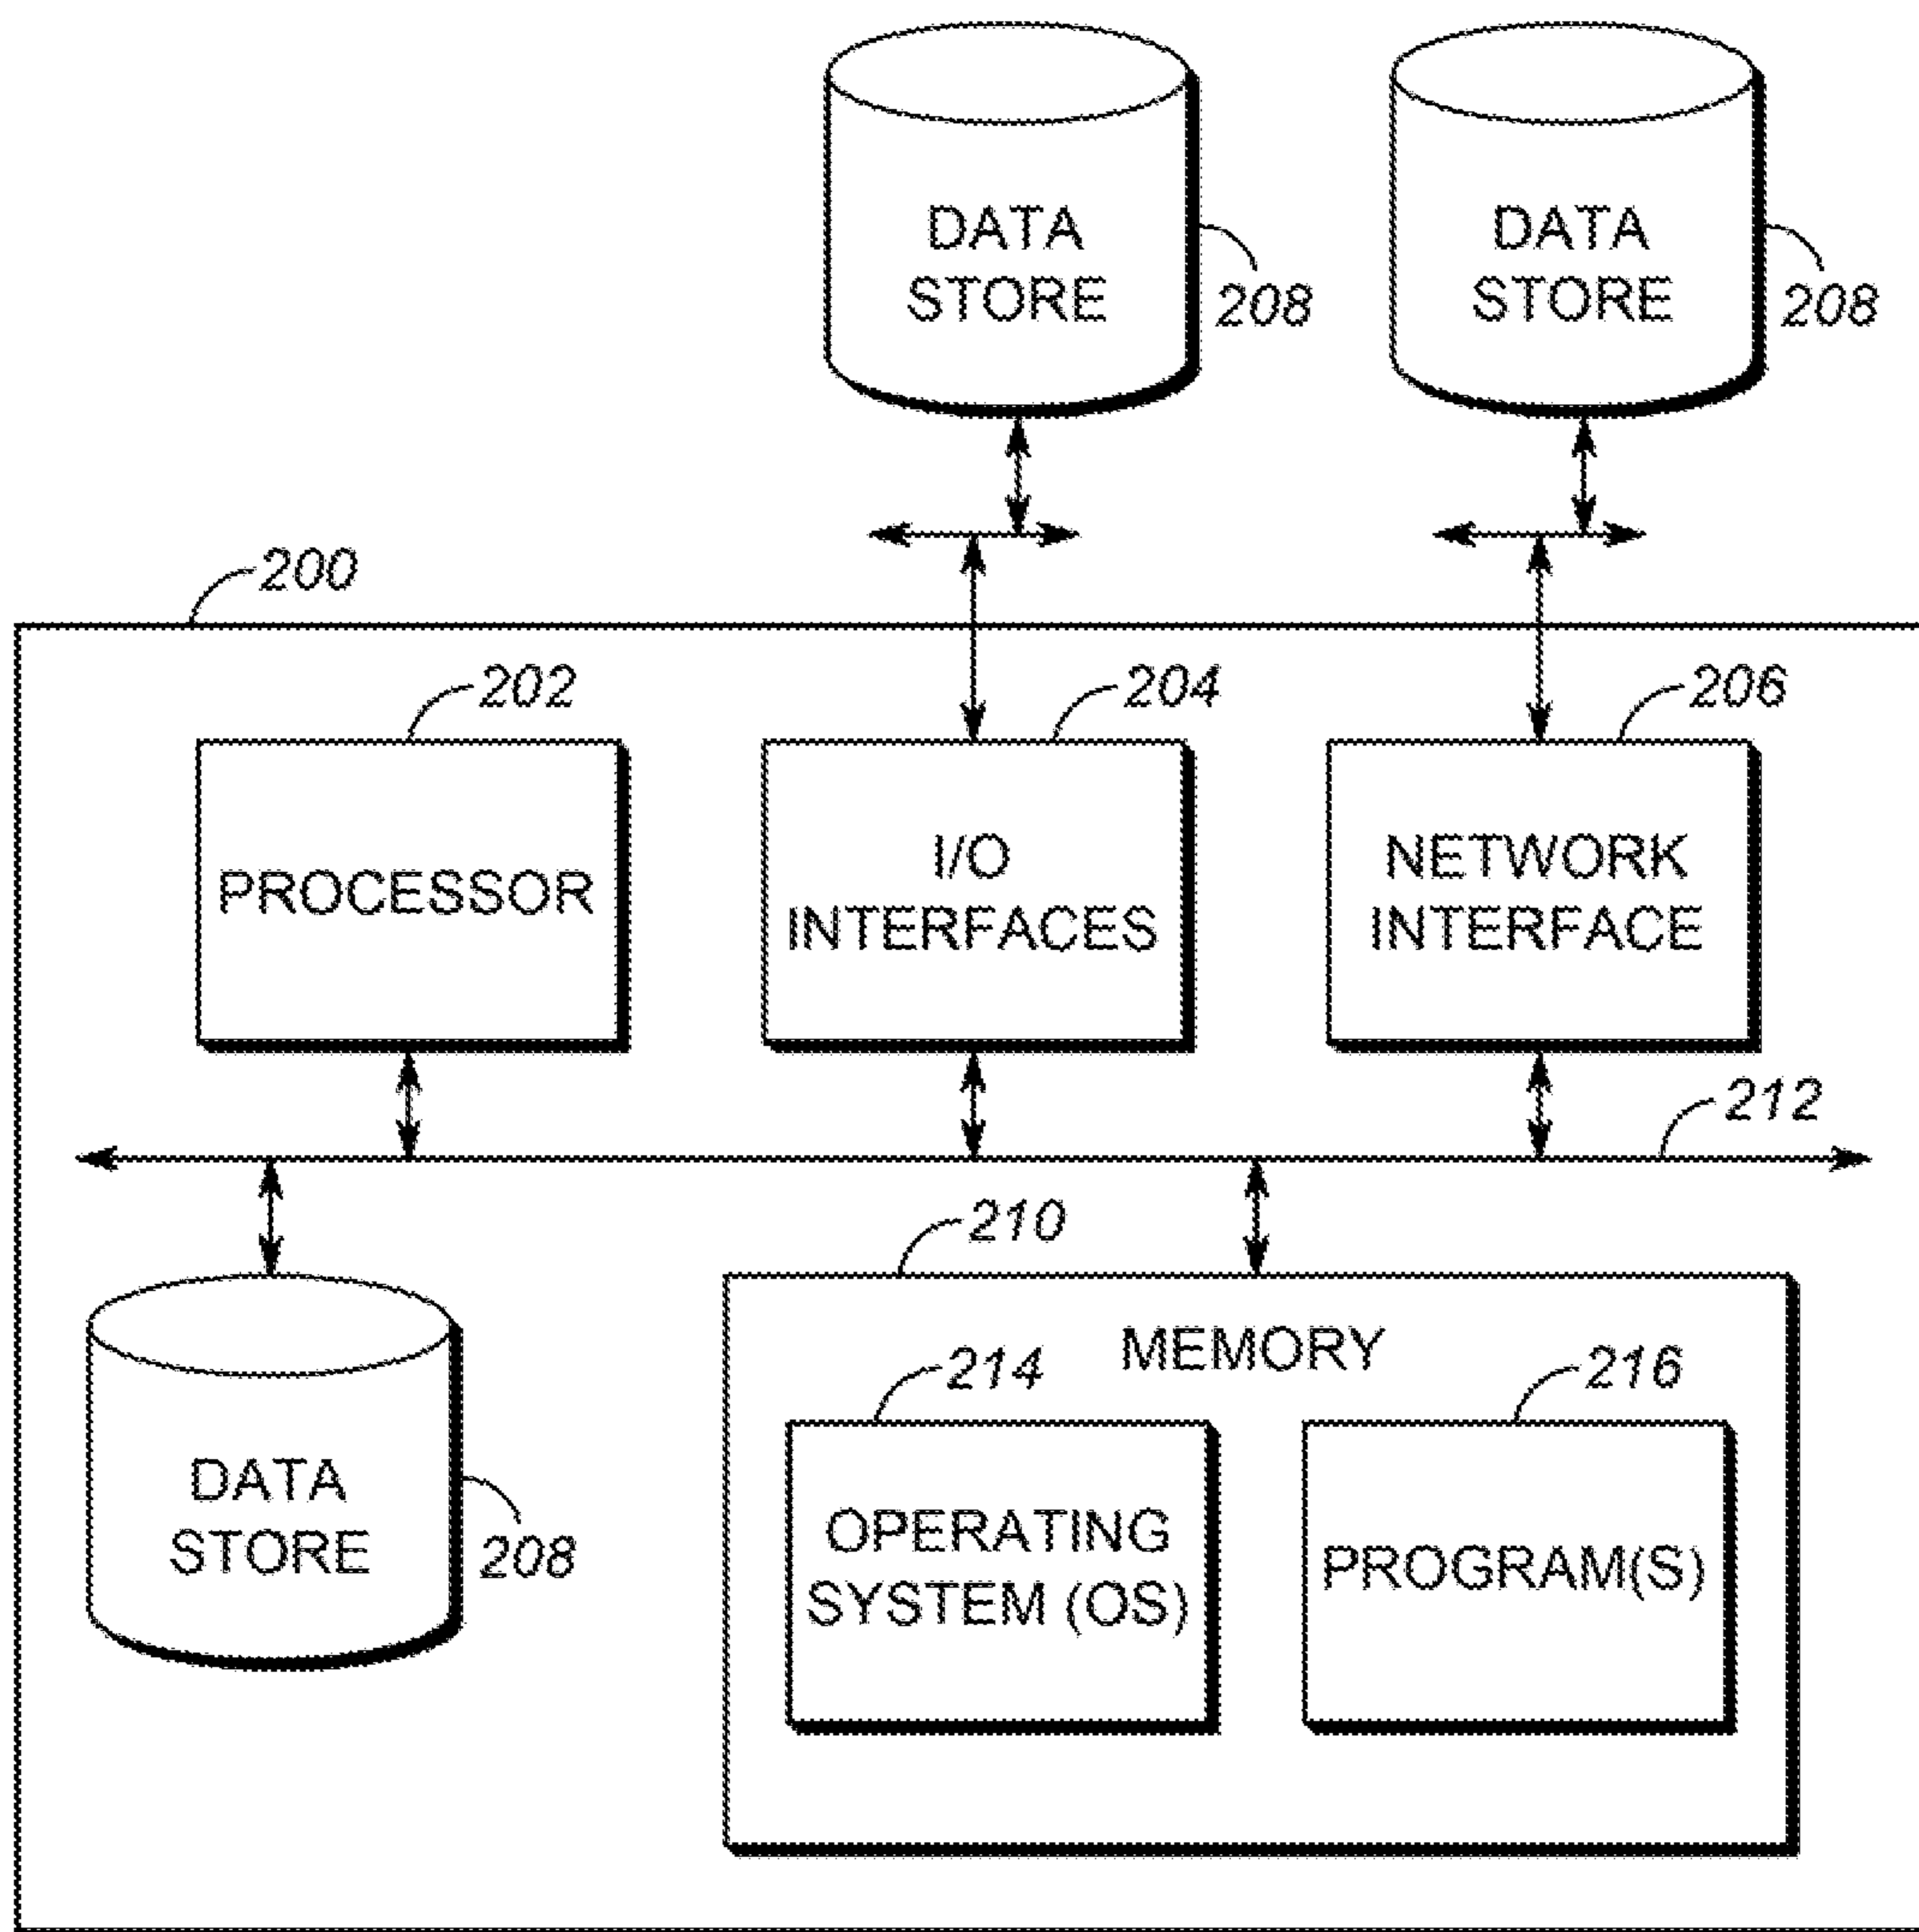 DATA
STORE
208
DATA
STORE
208
200
202
204
206
PROCESSOR
I/O
INTERFACES
NETWORK
INTERFACE
212
210
MEMORY
214
216
DATA
STORE
208
OPERATING
SYSTEM (OS)
PROGRAM(S)